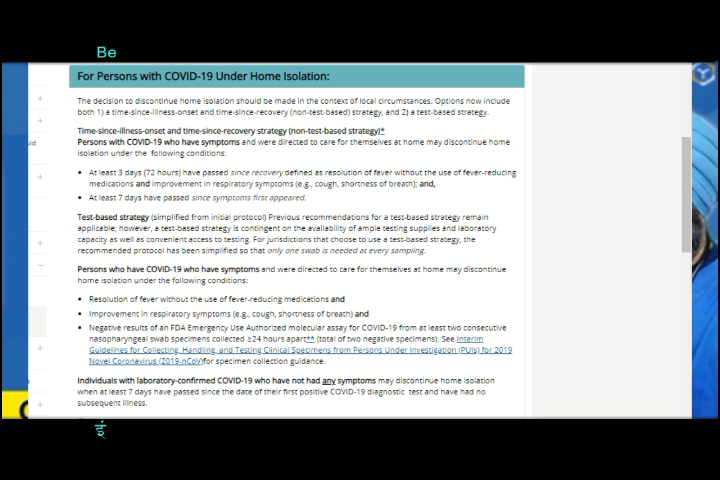 Be
For Persons with COVID-19 Under Home Isolation:
The decision to discontinue home isolation should be made in the context of local circumstances. Options now include
both 1) a time-since-illness-onset and time-since-recovery (non-test-based) strategy, and 2) a test-based strategy.
Time-since-illness-onset and time-since-recovery strategy (non-test-based strategy)*
Persons with COVID-19 who have symptoms and were directed to care for themselves at home may discontinue home
isolation under the following conditions:
• At least 3 days (72 hours) have passed since recovery defined as resolution of fever without the use of fever-reducing
medications and improvement in respiratory symptoms (e.g., cough, shortness of breath); and,
• At least 7 days have passed since symptoms first appeared.
Test-based strategy (simplified from initial protocol) Previous recommendations for a test-based strategy remain
applicable; however, a test-based strategy is contingent on the availability of ample testing supplies and laboratory
capacity as well as convenient access to testing. For jurisdictions that choose to use a test-based strategy, the
recommended protocol has been simplified so that only one swab is needed at every sampling.
Persons who have COVID-19 who have symptoms and were directed to care for themselves at home may discontinue
home isolation under the following conditions:
• Resolution of fever without the use of fever-reducing medications and
• Improvement in respiratory symptoms (e.g., cough, shortness of breath) and
• Negative results of an FDA Emergency Use Authorized molecular assay for COVID-19 from at least two consecutive
nasopharyngeal swab specimens collected ≥24 hours apart** (total of two negative specimens). See Interim
Guidelines for Collecting, Handling, and Testing Clinical Specimens from Persons Under Investigation (PUIs) for 2019
Novel Coronavirus (2019-nCoV)for specimen collection guidance.
Individuals with laboratory-confirmed COVID-19 who have not had any symptoms may discontinue home isolation
when at least 7 days have passed since the date of their first positive COVID-19 diagnostic test and have had no
subsequent illness.